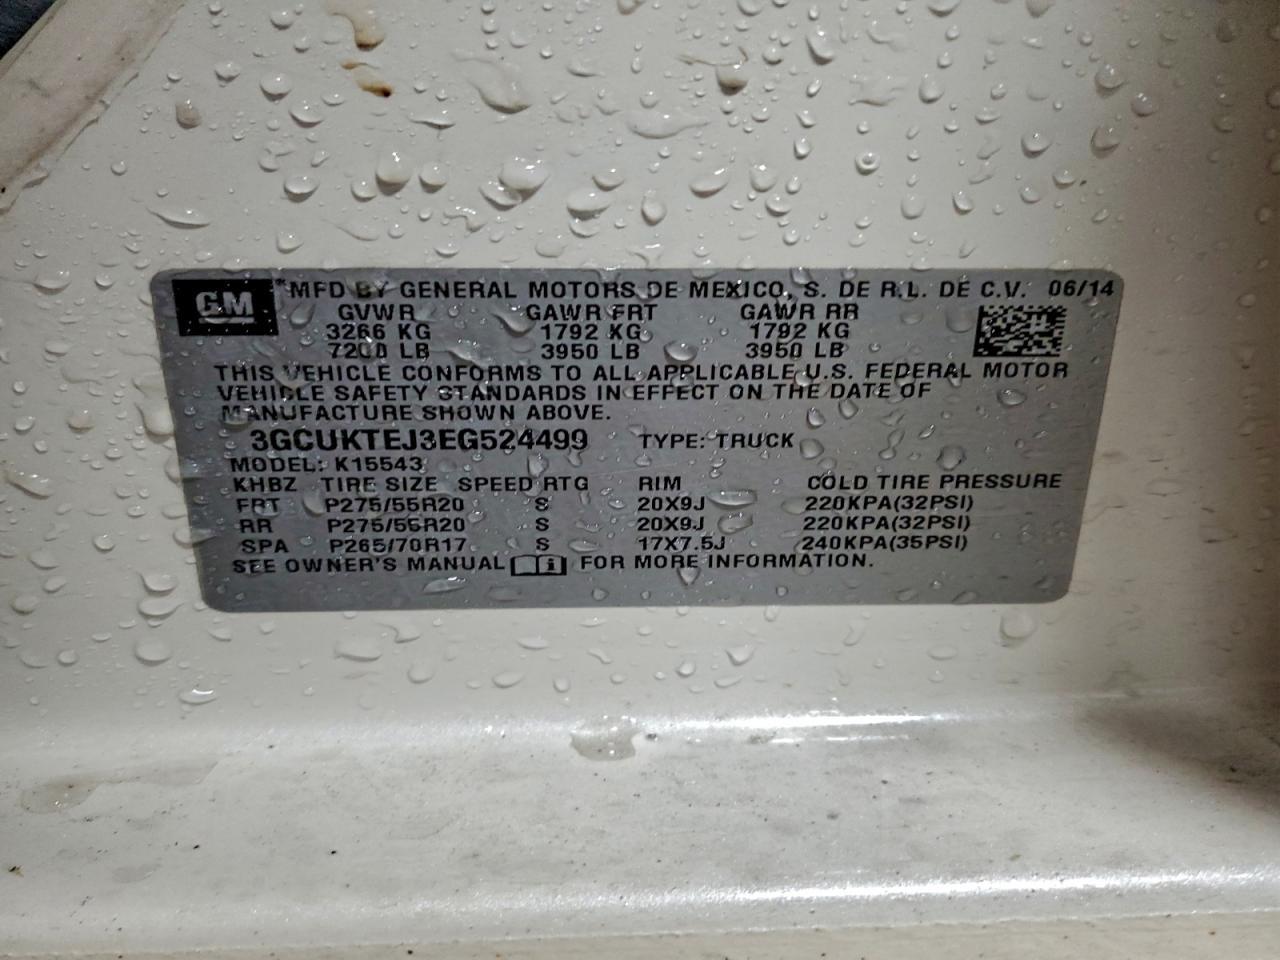 GM *MFD BY GENERAL MOTORS DE MEXICO, S. DE R.L. DE C.V. 06/14
GVWR GAWR FRT GAWR RR
3266 KG 1792 KG 1792 KG
7200 LB 3950 LB 3950 LB
THIS VEHICLE CONFORMS TO ALL APPLICABLE U.S. FEDERAL MOTOR
VEHICLE SAFETY STANDARDS IN EFFECT ON THE DATE OF
MANUFACTURE SHOWN ABOVE.
3GCUKTEJ3EG524499 TYPE: TRUCK
MODEL: K15543
KHBZ TIRE SIZE SPEED RTG RIM COLD TIRE PRESSURE
FRT P275/55R20 S 20X9J 220KPA(32PSI)
RR P275/55R20 S 20X9J 220KPA(32PSI)
SPA P265/70R17 S 17X7.5J 240KPA(35PSI)
SEE OWNER'S MANUAL FOR MORE INFORMATION.